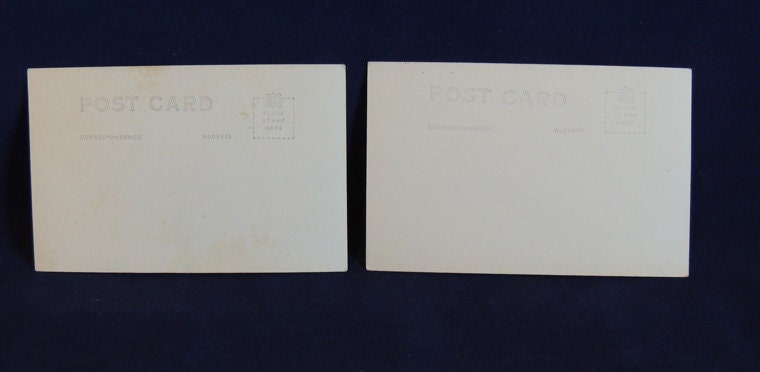 POST CARD
PLACE
STAMP
HERE
CORRESPONDENCE
ADDRESS
POST CARD
PLACE
STAMP
HERE
CORRESPONDENCE
ADDRESS